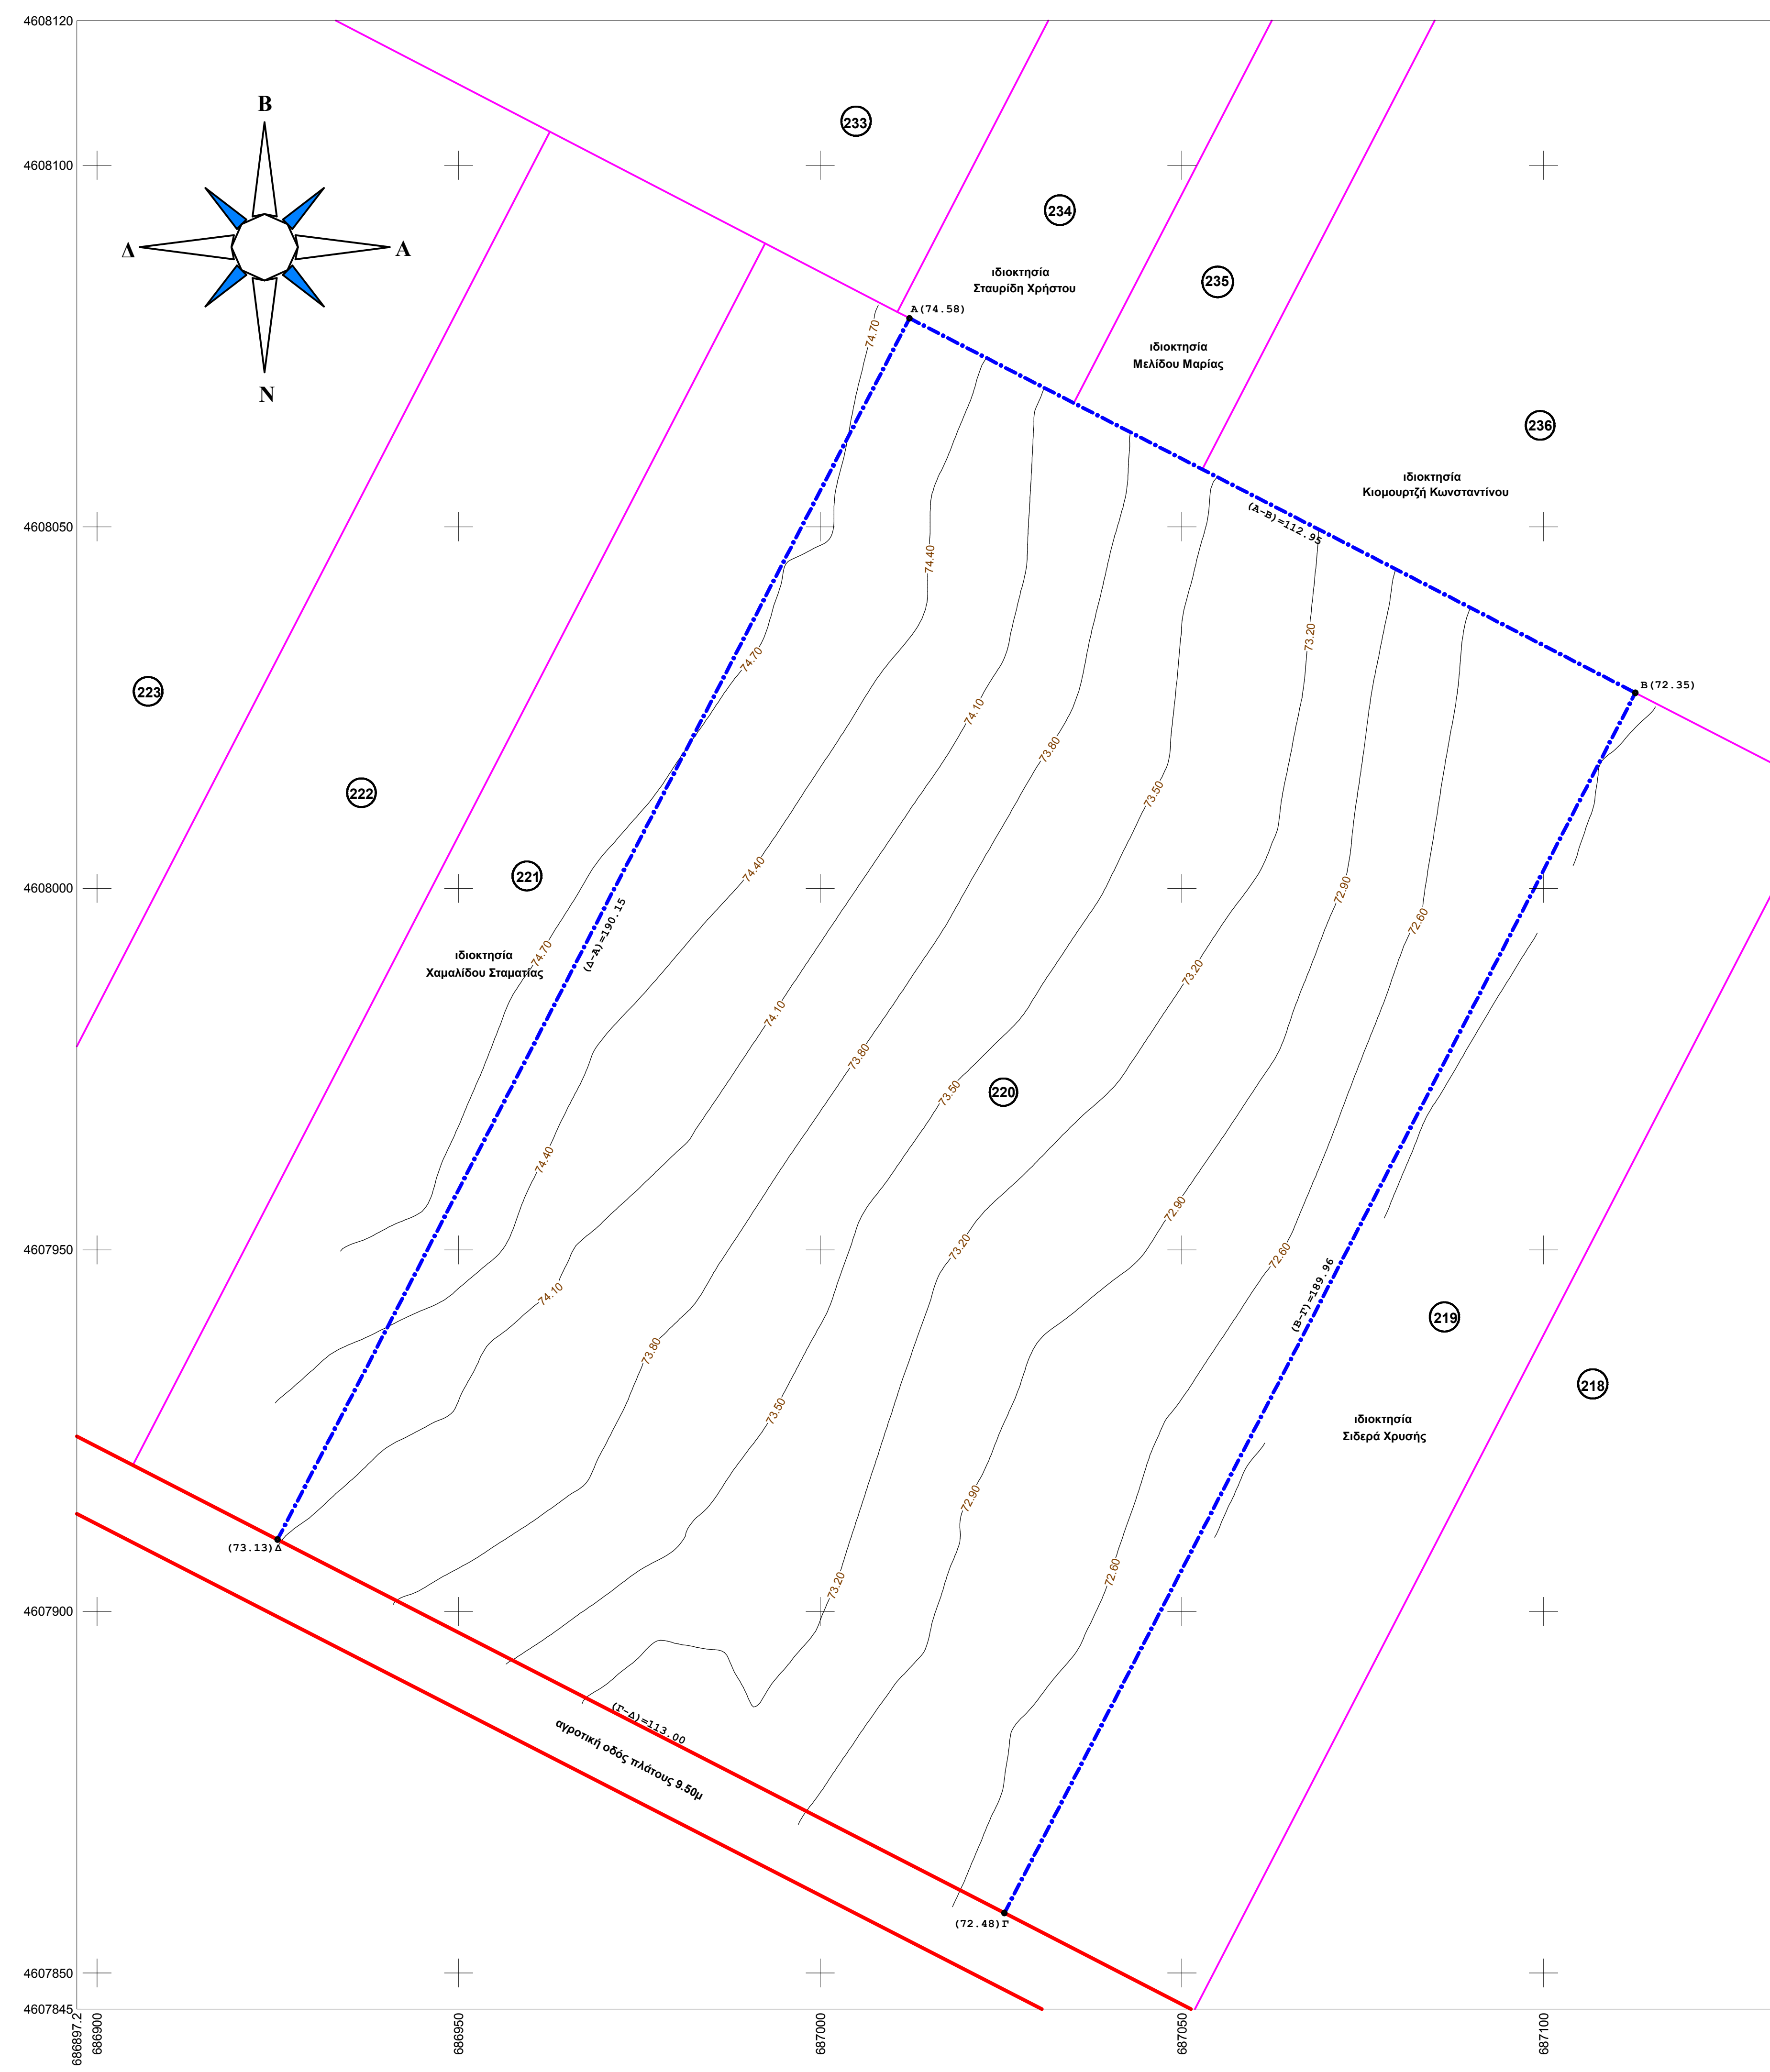 4608120
B
233
4608100
234
Δ
A
235
ιδιοκτησία
Σταυρίδη Χρήστου
A(74.58)
74.70
ιδιοκτησία
Μελίδου Μαρίας
N
236
ιδιοκτησία
Κιομουρτζή Κωνσταντίνου
(A-B)=112.95
4608050
74.40
73.20
74.70
B(72.35)
223
74.10
73.80
222
73.50
74.40
221
4608000
72.90
72.60
(Δ-A)=190.15
74.70
ιδιοκτησία
Χαμαλίδου Σταματίας
73.20
74.10
73.80
73.50
220
74.40
72.90
73.20
4607950
72.60
74.10
(B-Γ)=189.96
219
73.80
218
73.50
ιδιοκτησία
Σιδερά Χρυσής
72.90
(73.13)Δ
72.60
73.20
4607900
(Γ-Δ)=113.00
αγροτική οδός πλάτους 9.50μ
(72.48)Γ
4607850
4607845
686897.2
686900
686950
687000
687050
687100